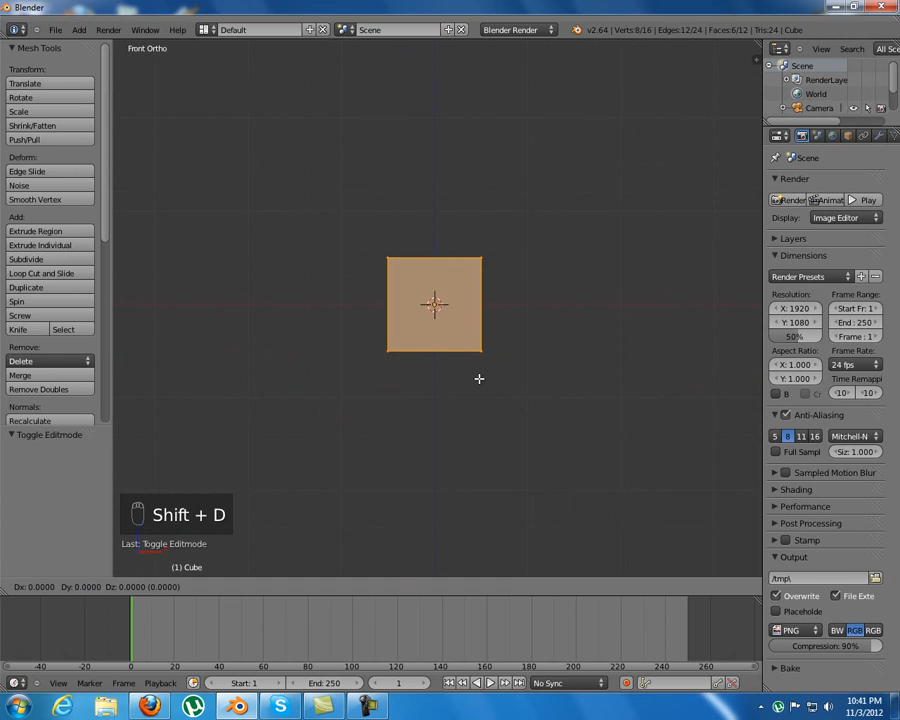 Blender
File Add Render Window Help Default Scene Blender Render v2.64 | Verts:8/16 | Edges:12/24 | Faces:6/12 | Tris:24 | Cube
Mesh Tools
Front Ortho
View Search All Sce
Scene
RenderLaye
World
Camera
Transform:
Translate
Rotate
Scale
Shrink/Fatten
Push/Pull
Deform:
Edge Slide
Noise
Smooth Vertex
Add:
Extrude Region
Extrude Individual
Subdivide
Loop Cut and Slide
Duplicate
Spin
Screw
Knife Select
Remove:
Delete
Merge
Remove Doubles
Normals:
Recalculate
Toggle Editmode
Scene
Render
Render Animat Play
Display: Image Editor
Layers
Dimensions
Render Presets
Resolution: Frame Range:
X: 1920 Start Fr: 1
Y: 1080 End : 250
50% Frame : 1
Aspect Ratio: Frame Rate:
X: 1.000 24 fps
Y: 1.000 Time Remappi
B Cr 10 10
Anti-Aliasing
5 8 11 16 Mitchell-N
Full Sampl Siz: 1.000
Sampled Motion Blur
Shading
Performance
Post Processing
Stamp
Output
/tmp\
Overwrite File Exte
Placeholde
PNG BW RGB RGB
Compression: 90%
Bake
Shift + D
Last: Toggle Editmode
(1) Cube
Dx: 0.0000 Dy: 0.0000 Dz: 0.0000 (0.0000)
-40 -20 0 20 40 60 80 100 120 140 160 180 200 220 240 260
View Marker Frame Playback Start: 1 End: 250 1 No Sync
10:41 PM
11/3/2012